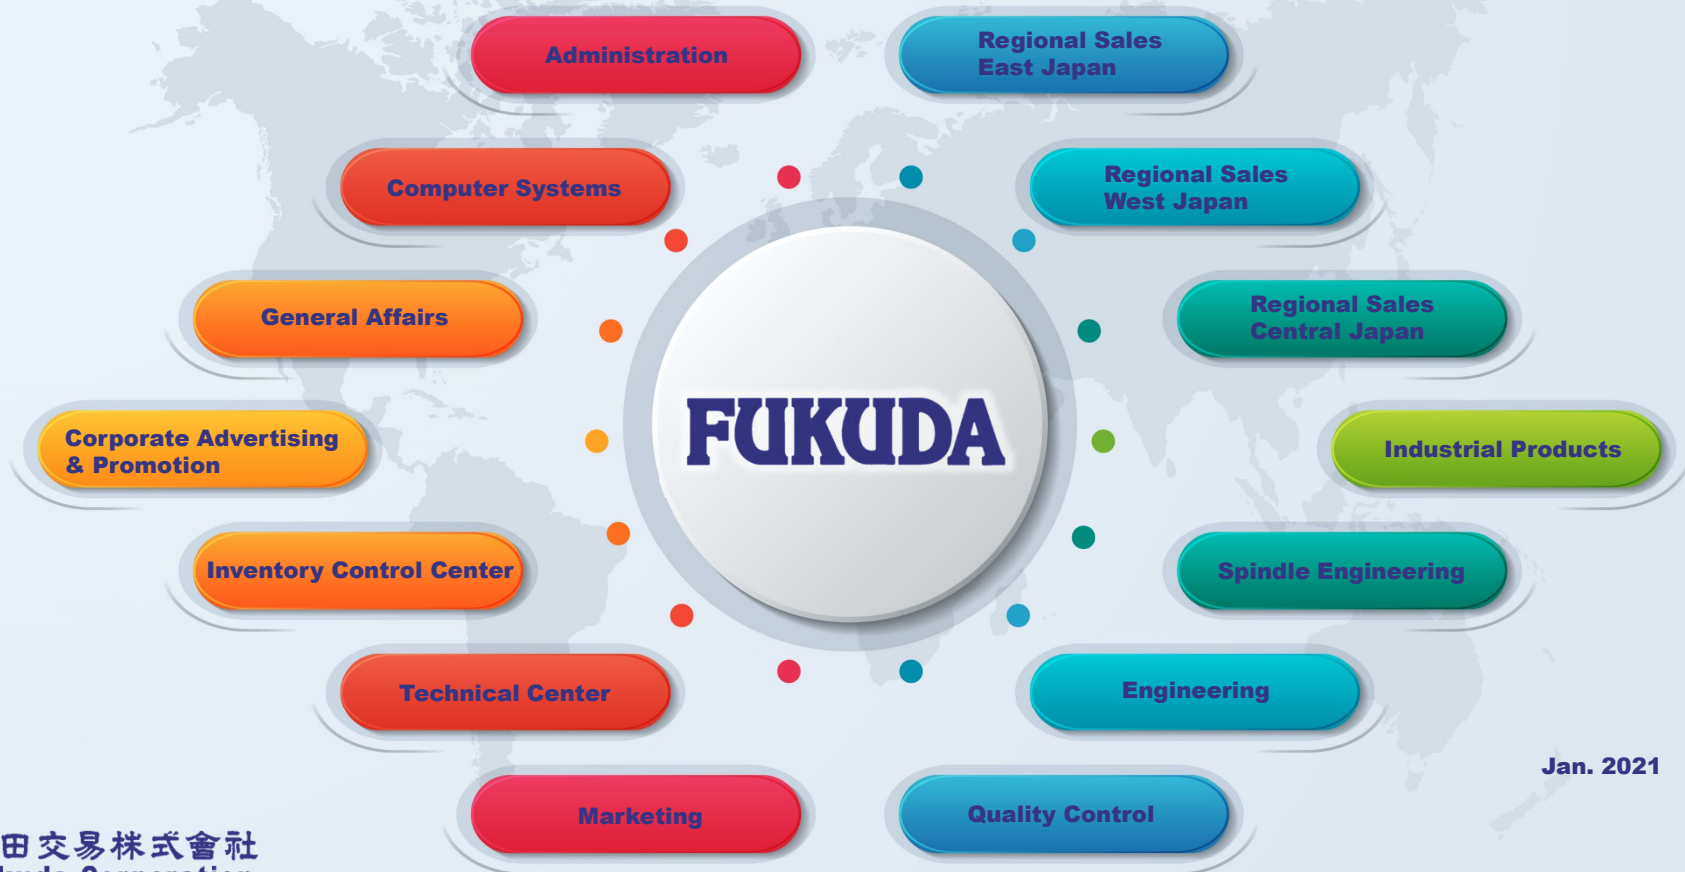 Administration
Regional Sales
East Japan
Computer Systems
Regional Sales
West Japan
General Affairs
Regional Sales
Central Japan
Corporate Advertising
& Promotion
FUKUDA
Industrial Products
Inventory Control Center
Spindle Engineering
Technical Center
Engineering
Jan. 2021
Marketing
Quality Control
田交易株式會社
Corporation